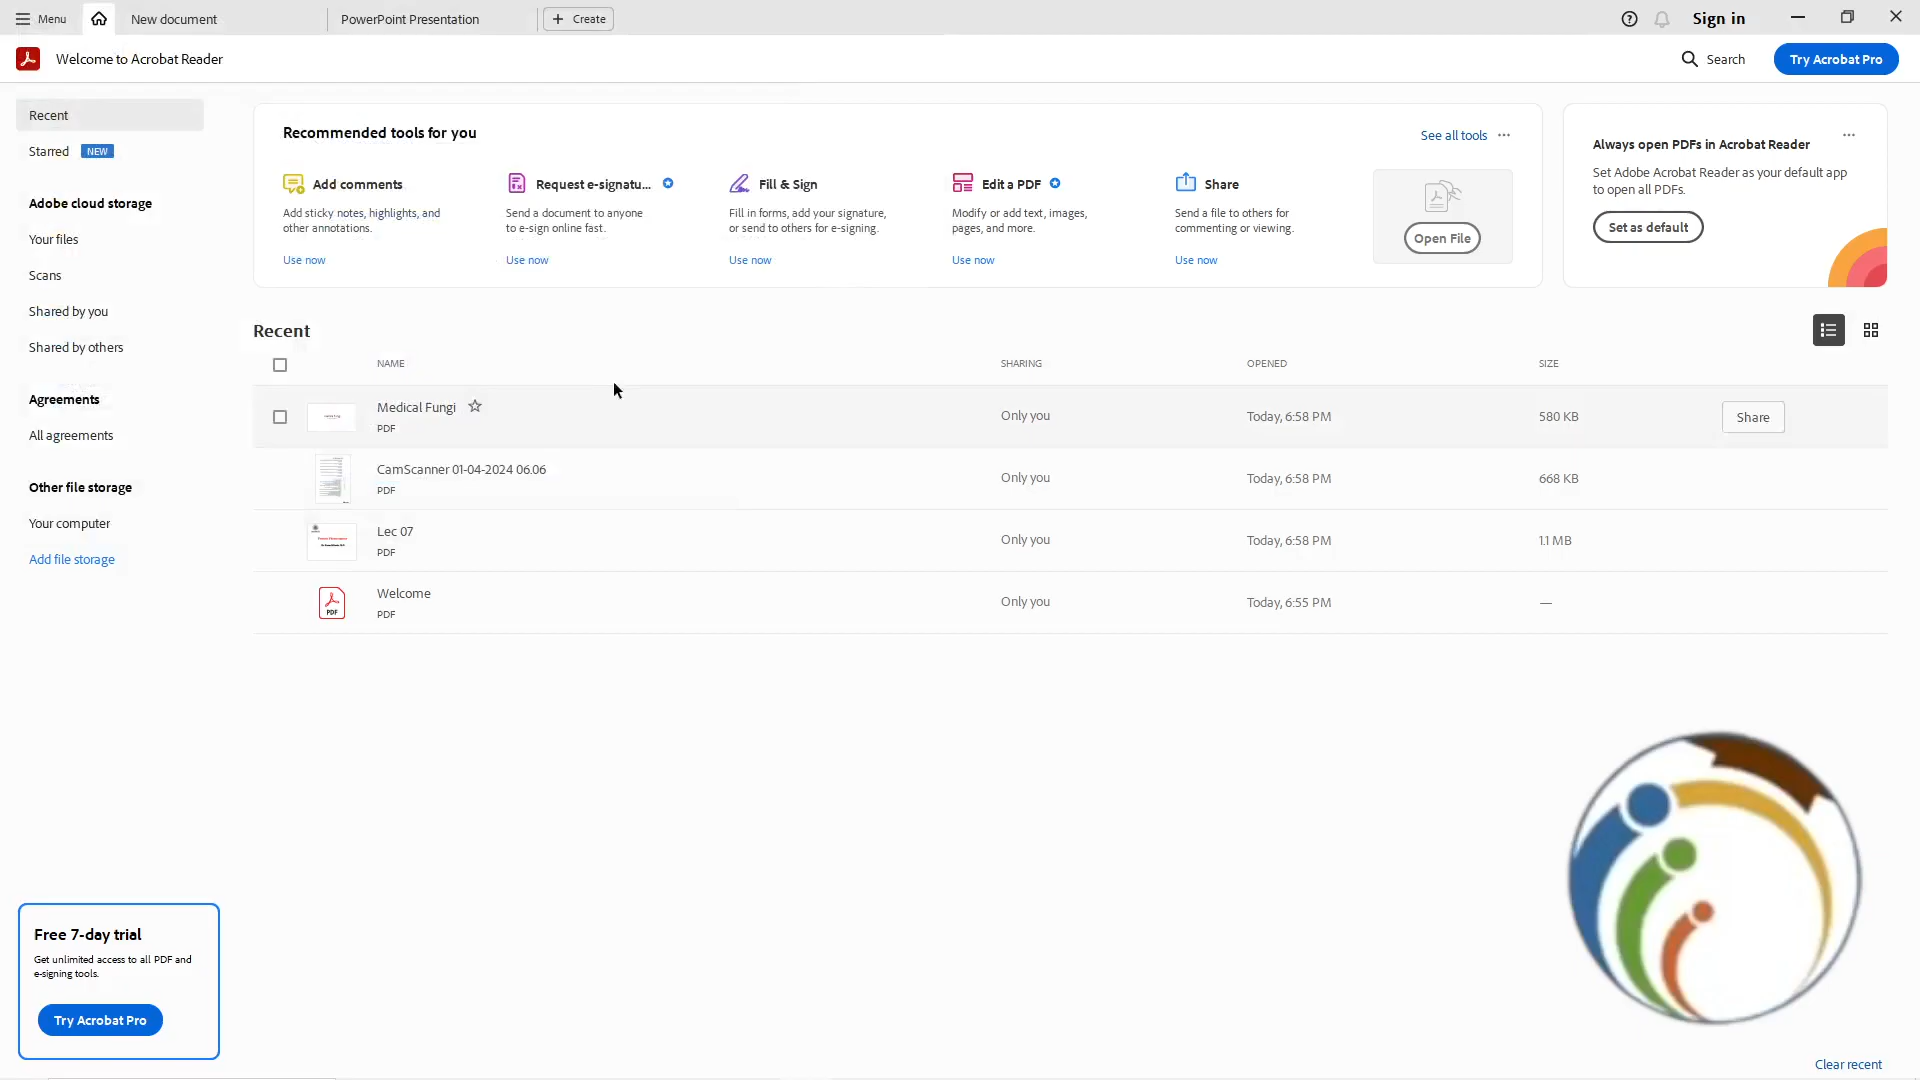 Menu
New document
PowerPoint Presentation
Create
Sign in
Welcome to Acrobat Reader
Search
Try Acrobat Pro
Recent
Starred NEW
Adobe cloud storage
Your files
Scans
Shared by you
Shared by others
Agreements
All agreements
Other file storage
Your computer
Add file storage
Free 7-day trial
Get unlimited access to all PDF and
e-signing tools.
Try Acrobat Pro
Recommended tools for you
See all tools
Add comments
Add sticky notes, highlights, and
other annotations.
Use now
Request e-signatu...
Send a document to anyone
to e-sign online fast.
Use now
Fill & Sign
Fill in forms, add your signature,
or send to others for e-signing.
Use now
Edit a PDF
Modify or add text, images,
pages, and more.
Use now
Share
Send a file to others for
commenting or viewing.
Use now
Open File
Always open PDFs in Acrobat Reader
Set Adobe Acrobat Reader as your default app
to open all PDFs.
Set as default
Recent
NAME SHARING OPENED SIZE
Medical Fungi
PDF
Only you Today, 6:58 PM 580 KB Share
CamScanner 01-04-2024 06.06
PDF
Only you Today, 6:58 PM 668 KB
Lec 07
PDF
Only you Today, 6:58 PM 1.1 MB
Welcome
PDF
PDF
Only you Today, 6:55 PM —
Clear recent